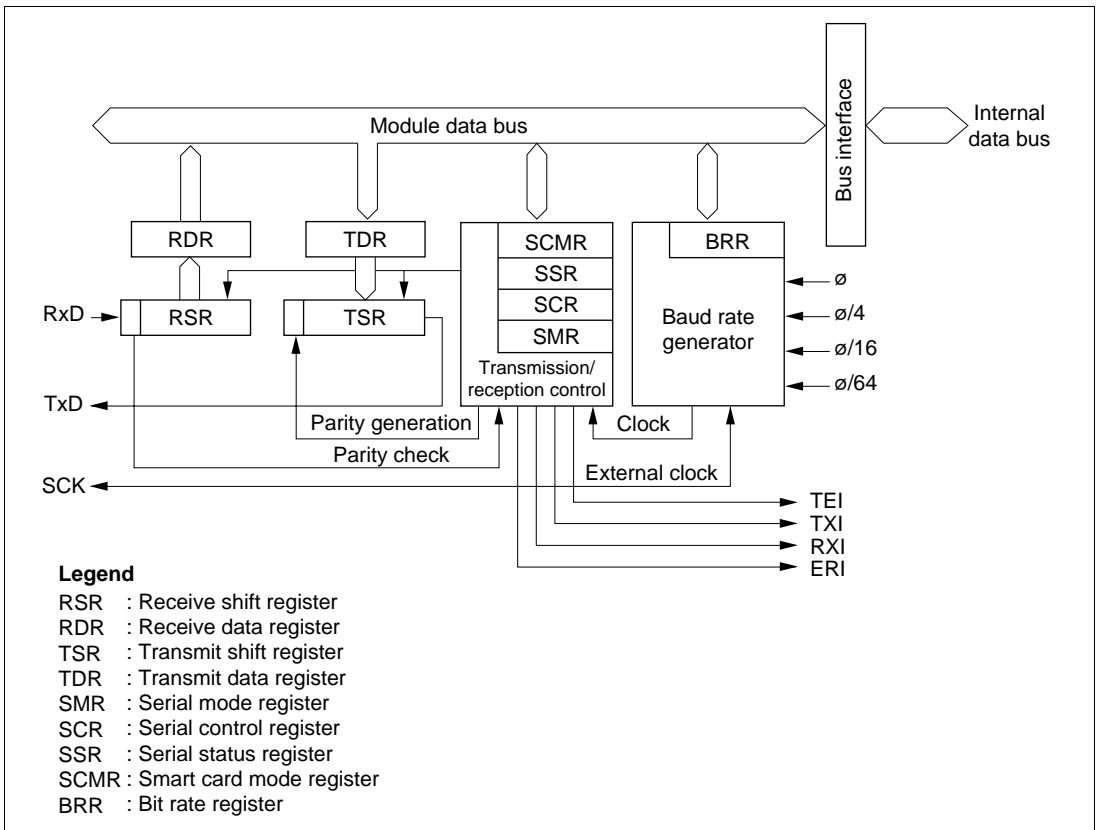 Module data bus
Bus interface
Internal
data bus
RDR
TDR
SCMR
BRR
SSR
SCR
SMR
RxD
RSR
TSR
Baud rate
generator
ø
ø/4
ø/16
ø/64
Transmission/
reception control
TxD
Parity generation
Clock
Parity check
SCK
External clock
TEI
TXI
RXI
ERI
Legend
RSR : Receive shift register
RDR : Receive data register
TSR : Transmit shift register
TDR : Transmit data register
SMR : Serial mode register
SCR : Serial control register
SSR : Serial status register
SCMR : Smart card mode register
BRR : Bit rate register